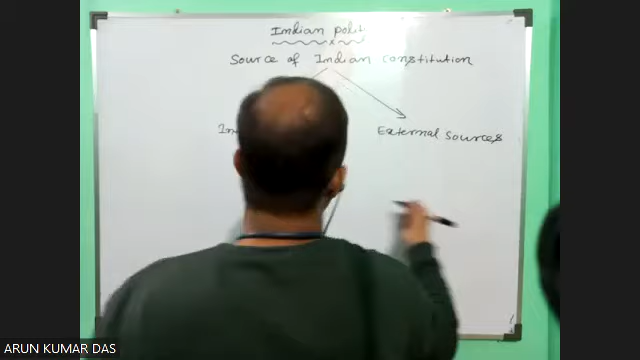 Indian polit
Source of Indian constitution
External Sources
ARUN KUMAR DAS